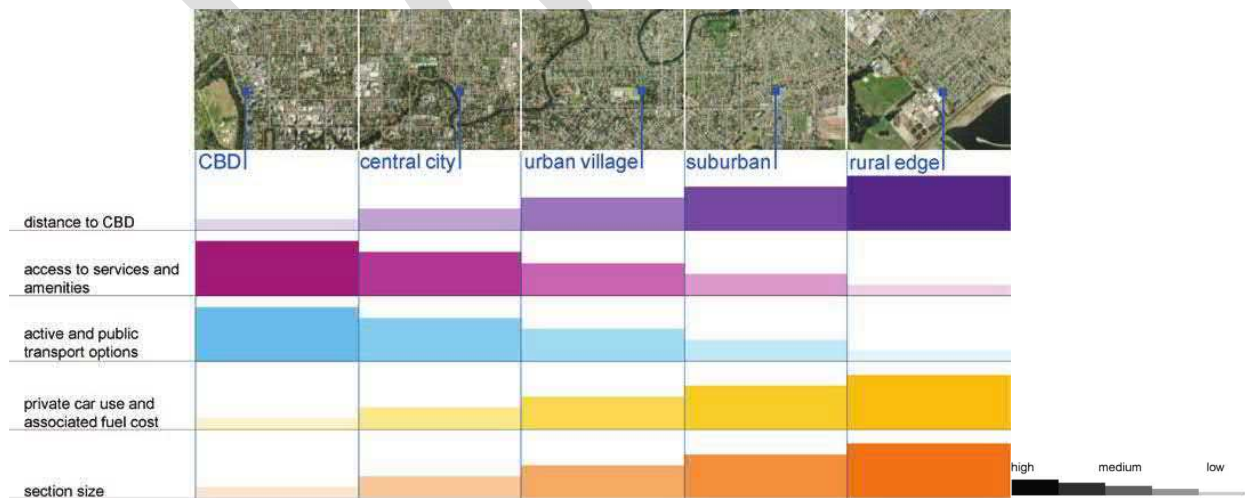 CBD central city urban village suburban rural edge
distance to CBD
access to services and
amenities
active and public
transport options
private car use and
associated fuel cost
section size
high medium low